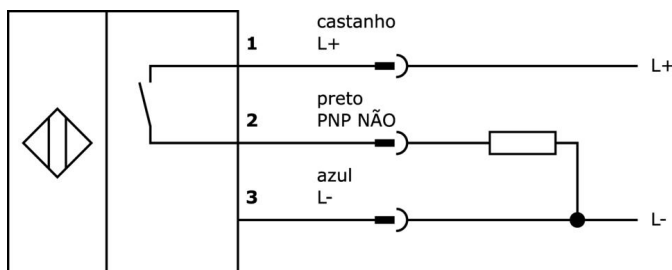 castanho
1 L+ L+
preto
2 PNP NÃO
azul
3 L- L-